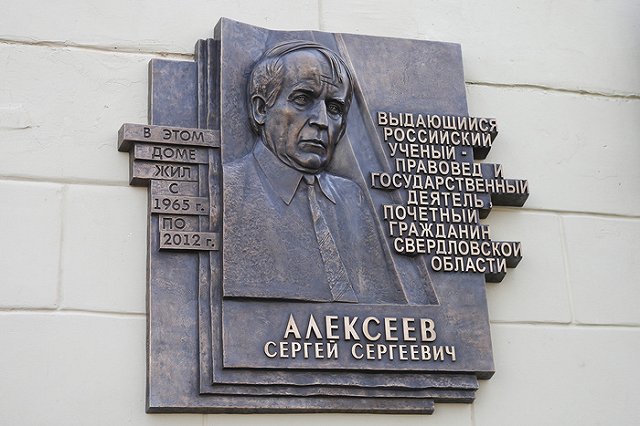 В ЭТОМ
ДОМЕ
ЖИЛ
С
1965 г.
ПО
2012 г.
ВЫДАЮЩИЙСЯ
РОССИЙСКИЙ
УЧЕНЫЙ -
ПРАВОВЕД И
ГОСУДАРСТВЕННЫЙ
ДЕЯТЕЛЬ,
ПОЧЕТНЫЙ
ГРАЖДАНИН
СВЕРДЛОВСКОЙ
ОБЛАСТИ
АЛЕКСЕЕВ
СЕРГЕЙ СЕРГЕЕВИЧ